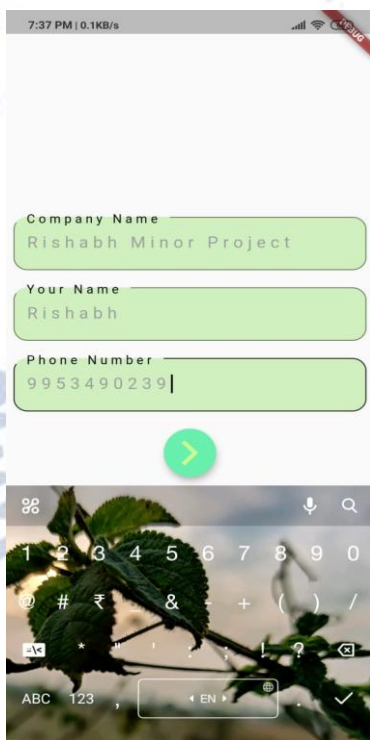 7:37 PM | 0.1KB/s
Company Name
Rishabh Minor Project
Your Name
Rishabh
Phone Number
9953490239
1 2 3 4 5 6 7 8 9 0
@ # ₹ _ & - + ( ) /
=\< * " ' : ; ! ?
ABC 123 , EN .